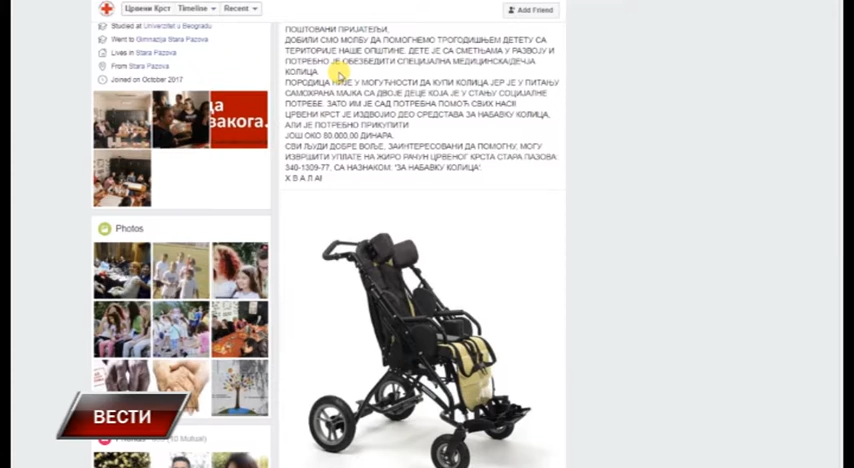 Црвени Крст Timeline Recent
Add Friend
Studied at Univerzitet u Beogradu
Went to Gimnazija Stara Pazova
Lives in Stara Pazova
From Stara Pazova
Joined on October 2017
да
закога.
Photos
(10 Mutual)
ПОШТОВАНИ ПРИЈАТЕЉИ,
ДОБИЛИ СМО МОЛБУ ДА ПОМОГНЕМО ТРОГОДИШЊЕМ ДЕТЕТУ СА
ТЕРИТОРИЈЕ НАШЕ ОПШТИНЕ. ДЕТЕ ЈЕ СА СМЕТЊАМА У РАЗВОЈУ И
ПОТРЕБНО ЈЕ ОБЕЗБЕДИТИ СПЕЦИЈАЛНА МЕДИЦИНСКА/ДЕЧЈА
КОЛИЦА.
ПОРОДИЦА НИЈЕ У МОГУЋНОСТИ ДА КУПИ КОЛИЦА ЈЕР ЈЕ У ПИТАЊУ
САМОХРАНА МАЈКА СА ДВОЈЕ ДЕЦЕ КОЈА ЈЕ У СТАЊУ СОЦИЈАЛНЕ
ПОТРЕБЕ. ЗАТО ИМ ЈЕ САД ПОТРЕБНА ПОМОЋ СВИХ НАС!!
ЦРВЕНИ КРСТ ЈЕ ИЗДВОЈИО ДЕО СРЕДСТАВА ЗА НАБАВКУ КОЛИЦА,
АЛИ ЈЕ ПОТРЕБНО ПРИКУПИТИ
ЈОШ ОКО 80.000,00 ДИНАРА.
СВИ ЉУДИ ДОБРЕ ВОЉЕ, ЗАИНТЕРЕСОВАНИ ДА ПОМОГНУ, МОГУ
ИЗВРШИТИ УПЛАТЕ НА ЖИРО РАЧУН ЦРВЕНОГ КРСТА СТАРА ПАЗОВА:
340-1309-77, СА НАЗНАКОМ: "ЗА НАБАВКУ КОЛИЦА".
Х В А Л А!
ВЕСТИ